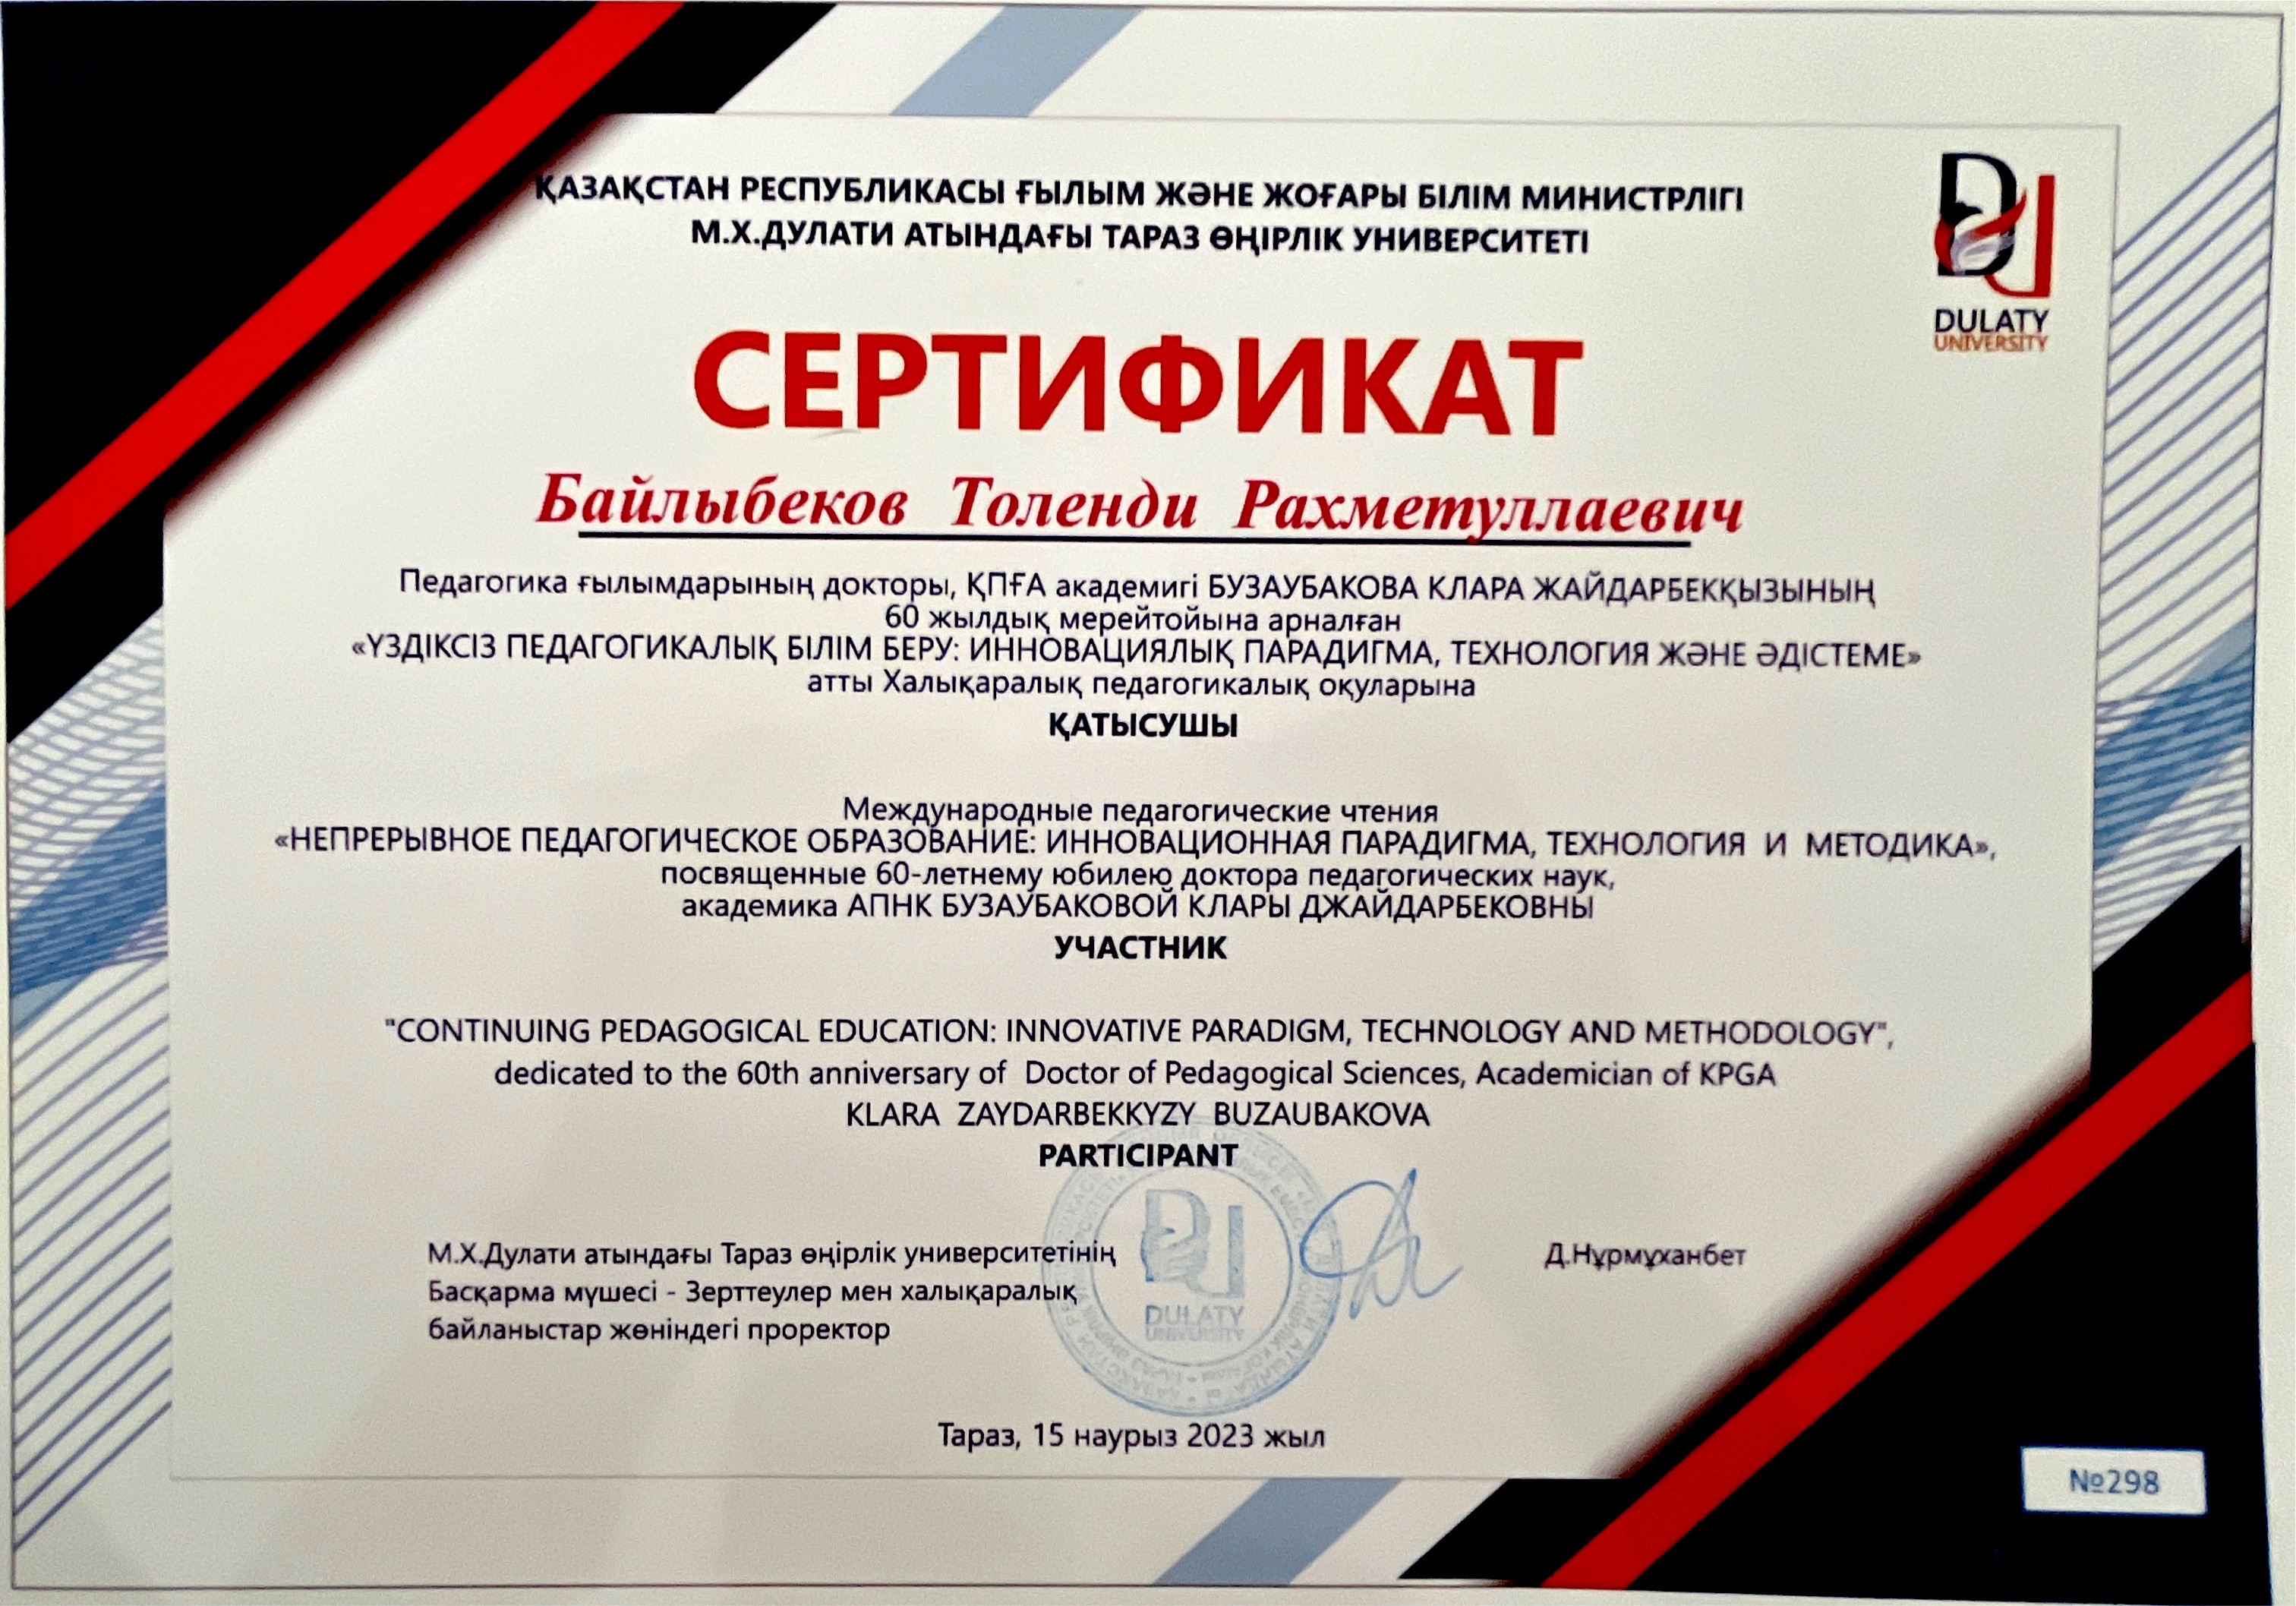 ҚАЗАҚСТАН РЕСПУБЛИКАСЫ ҒЫЛЫМ ЖӘНЕ ЖОҒАРЫ БІЛІМ МИНИСТРЛІГІ
М.Х.ДУЛАТИ АТЫНДАҒЫ ТАРАЗ ӨҢІРЛІК УНИВЕРСИТЕТІ
DULATY
UNIVERSITY
СЕРТИФИКАТ
Байлыбеков Толенди Рахметуллаевич
Педагогика ғылымдарының докторы, ҚПҒА академигі БУЗАУБАКОВА КЛАРА ЖАЙДАРБЕКҚЫЗЫНЫҢ
60 жылдық мерейтойына арналған
«ҮЗДІКСІЗ ПЕДАГОГИКАЛЫҚ БІЛІМ БЕРУ: ИННОВАЦИЯЛЫҚ ПАРАДИГМА, ТЕХНОЛОГИЯ ЖӘНЕ ӘДІСТЕМЕ»
атты Халықаралық педагогикалық оқуларына
ҚАТЫСУШЫ
Международные педагогические чтения
«НЕПРЕРЫВНОЕ ПЕДАГОГИЧЕСКОЕ ОБРАЗОВАНИЕ: ИННОВАЦИОННАЯ ПАРАДИГМА, ТЕХНОЛОГИЯ И МЕТОДИКА»,
посвященные 60-летнему юбилею доктора педагогических наук,
академика АПНК БУЗАУБАКОВОЙ КЛАРЫ ДЖАЙДАРБЕКОВНЫ
УЧАСТНИК
"CONTINUING PEDAGOGICAL EDUCATION: INNOVATIVE PARADIGM, TECHNOLOGY AND METHODOLOGY",
dedicated to the 60th anniversary of Doctor of Pedagogical Sciences, Academician of KPGA
KLARA ZAYDARBEKKYZY BUZAUBAKOVA
PARTICIPANT
М.Х.Дулати атындағы Тараз өңірлік университетінің
Басқарма мүшесі - Зерттеулер мен халықаралық
байланыстар жөніндегі проректор
Д.Нұрмұханбет
DULATY
UNIVERSITY
Тараз, 15 наурыз 2023 жыл
№298